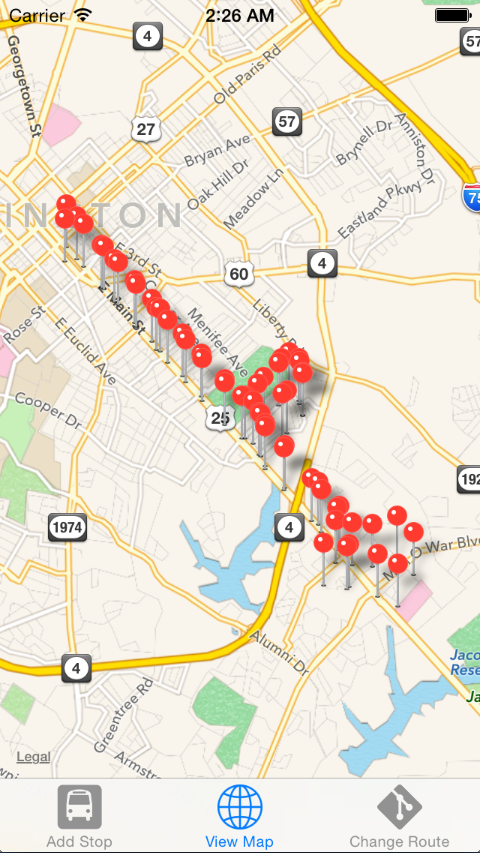 Carrier 2:26 AM
4
57
Georgetown St
Old Paris Rd
57
27
Bryan Ave
Brynell Dr
Anniston Dr
Oak Hill Dr
Meadow Ln
Eastland Pkwy
75
INGTON
E 3rd St
4
60
E Main St
Liberty
Rose St
Menifee Ave
E Euclid Ave
25
Cooper Dr
192
1974
4
O War Blvd
Alumni Dr
Jaco
Rese
4
Ja
Greentree Rd
Legal
Armstr
Add Stop
View Map
Change Route